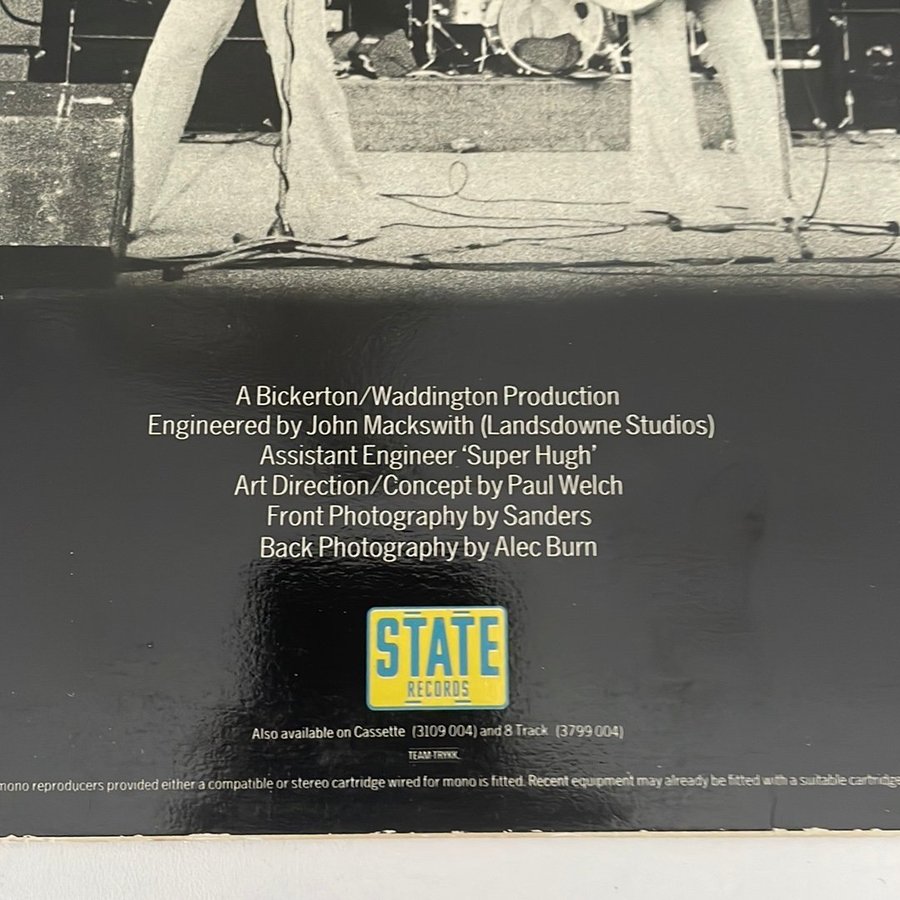 A Bickerton/Waddington Production
Engineered by John Mackswith (Landsdowne Studios)
Assistant Engineer ‘Super Hugh’
Art Direction/Concept by Paul Welch
Front Photography by Sanders
Back Photography by Alec Burn
STATE
RECORDS
Also available on Cassette (3109 004) and 8 Track (3799 004)
TEAM-TRYKK
mono reproducers provided either a compatible or stereo cartridge wired for mono is fitted. Recent equipment may already be fitted with a suitable cartridge